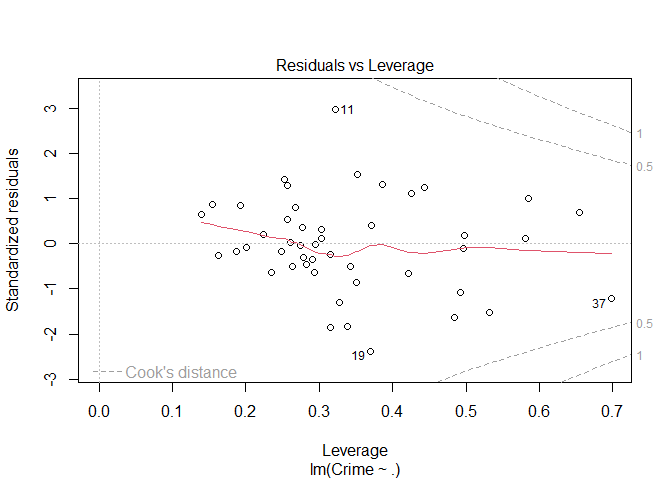 Residuals vs Leverage
Standardized residuals
3
2
1
0
-1
-2
-3
11
19
37
1
0.5
0.5
1
Cook's distance
0.0 0.1 0.2 0.3 0.4 0.5 0.6 0.7
Leverage
lm(Crime ~ .)